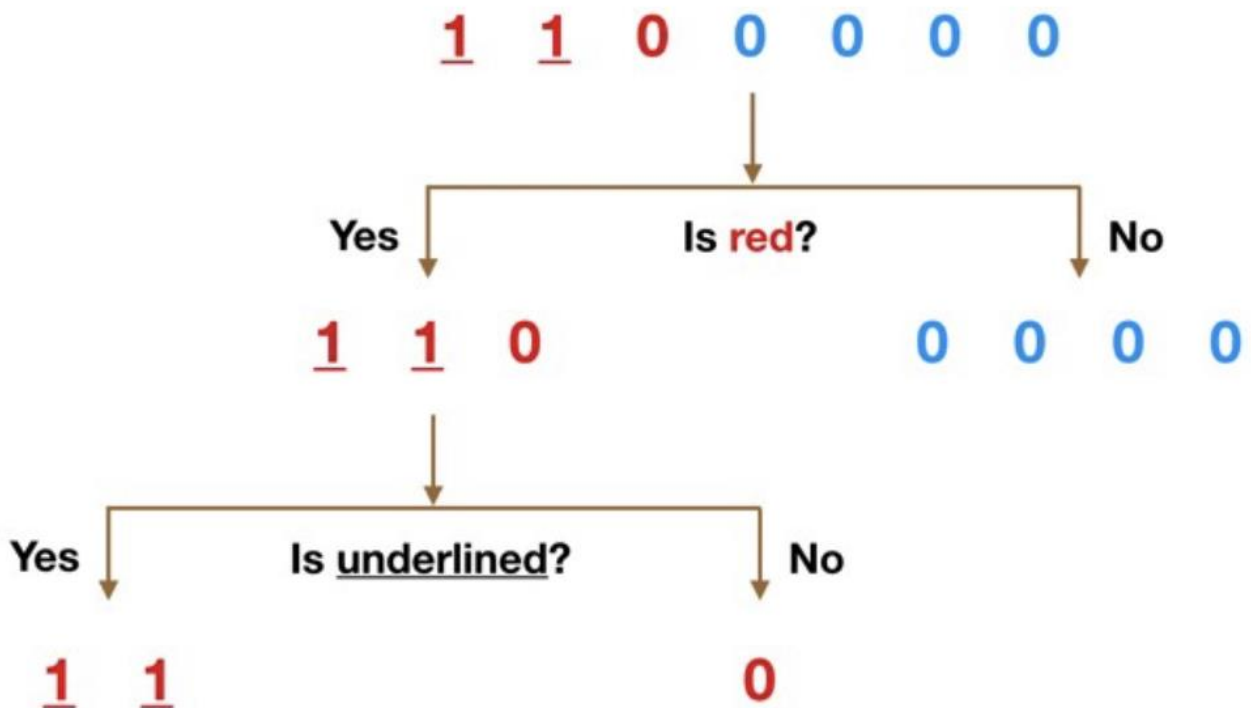 1 1 0 0 0 0 0
Yes Is red? No
1 1 0 0 0 0 0
Yes Is underlined? No
1 1 0